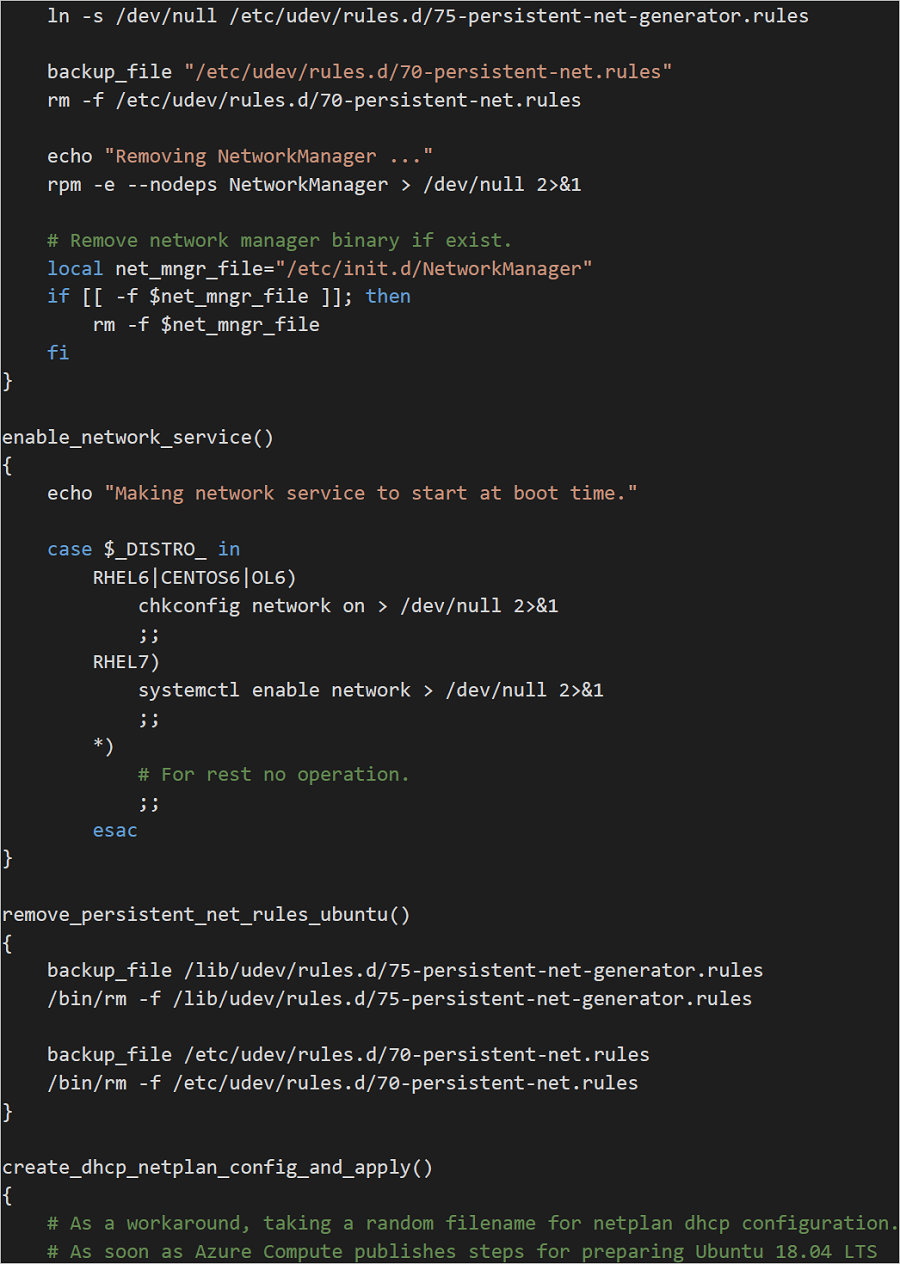 ln -s /dev/null /etc/udev/rules.d/75-persistent-net-generator.rules

    backup_file "/etc/udev/rules.d/70-persistent-net.rules"
    rm -f /etc/udev/rules.d/70-persistent-net.rules

    echo "Removing NetworkManager ..."
    rpm -e --nodeps NetworkManager > /dev/null 2>&1

    # Remove network manager binary if exist.
    local net_mngr_file="/etc/init.d/NetworkManager"
    if [[ -f $net_mngr_file ]]; then
        rm -f $net_mngr_file
    fi
}

enable_network_service()
{
    echo "Making network service to start at boot time."

    case $_DISTRO_ in
        RHEL6|CENTOS6|OL6)
            chkconfig network on > /dev/null 2>&1
            ;;
        RHEL7)
            systemctl enable network > /dev/null 2>&1
            ;;
        *)
            # For rest no operation.
            ;;
        esac
}

remove_persistent_net_rules_ubuntu()
{
    backup_file /lib/udev/rules.d/75-persistent-net-generator.rules
    /bin/rm -f /lib/udev/rules.d/75-persistent-net-generator.rules

    backup_file /etc/udev/rules.d/70-persistent-net.rules
    /bin/rm -f /etc/udev/rules.d/70-persistent-net.rules
}

create_dhcp_netplan_config_and_apply()
{
    # As a workaround, taking a random filename for netplan dhcp configuration.
    # As soon as Azure Compute publishes steps for preparing Ubuntu 18.04 LTS